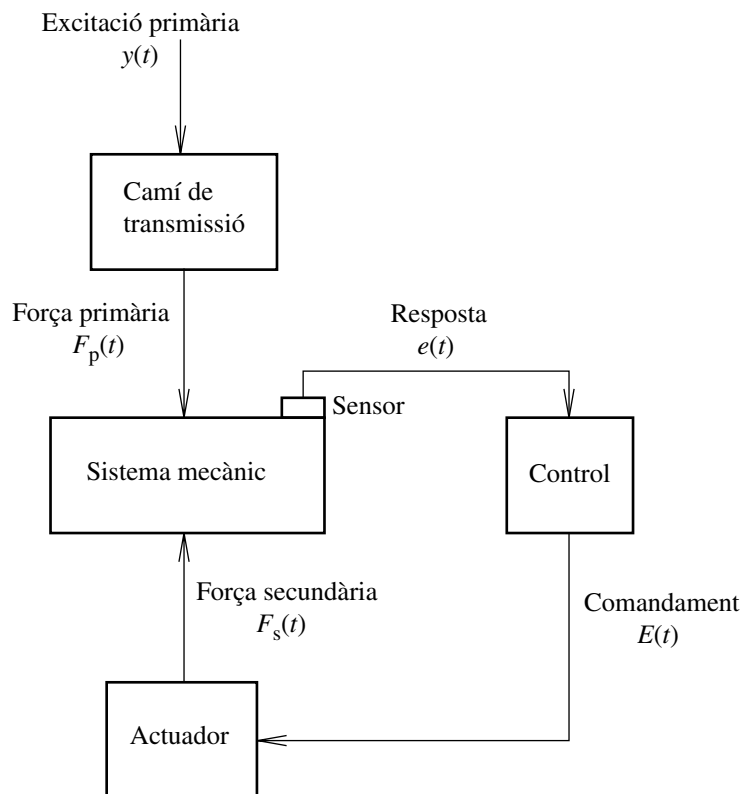 Excitació primària
y(t)
Camí de
transmissió
Força primària
Fp(t)
Resposta
e(t)
Sensor
Sistema mecànic
Control
Força secundària
Fs(t)
Comandament
E(t)
Actuador